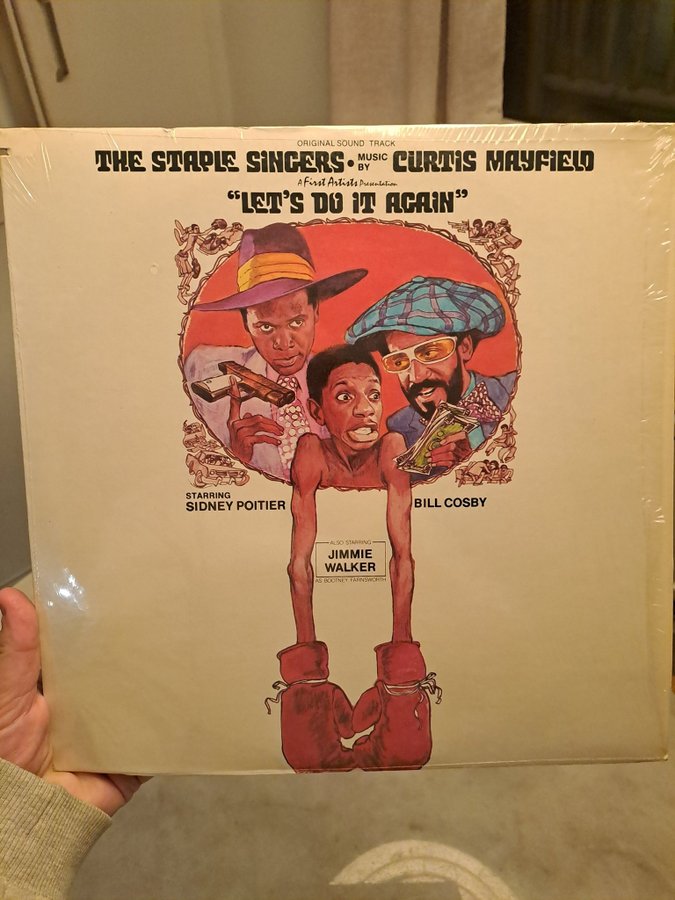 ORIGINAL SOUND TRACK
THE STAPLE SINGERS • MUSIC BY CURTIS MAYFIELD
A First Artists Presentation
"LET'S DO IT AGAIN"
STARRING
SIDNEY POITIER
BILL COSBY
ALSO STARRING
JIMMIE
WALKER
AS BOOTNEY FARNSWORTH